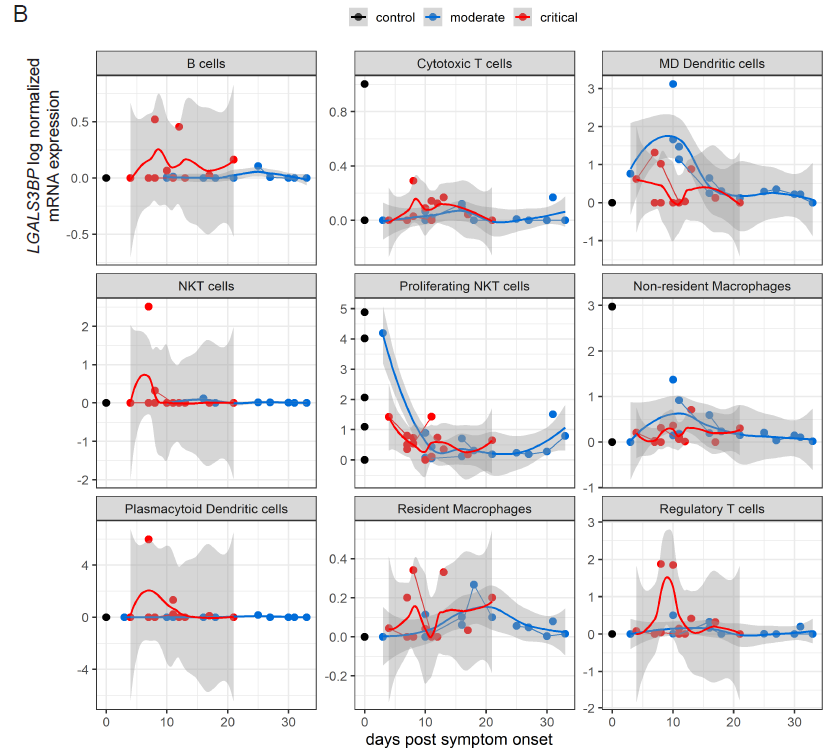 B
control moderate critical
LGALS3BP log normalized
mRNA expression
B cells
Cytotoxic T cells
MD Dendritic cells
0.5
0.0
-0.5
0.8
0.4
0.0
3
2
1
0
-1
NKT cells
Proliferating NKT cells
Non-resident Macrophages
2
1
0
-1
-2
5
4
3
2
1
0
3
2
1
0
-1
Plasmacytoid Dendritic cells
Resident Macrophages
Regulatory T cells
4
0
-4
0.4
0.2
0.0
-0.2
3
2
1
0
-1
-2
0 10 20 30
0 10 20 30
0 10 20 30
days post symptom onset